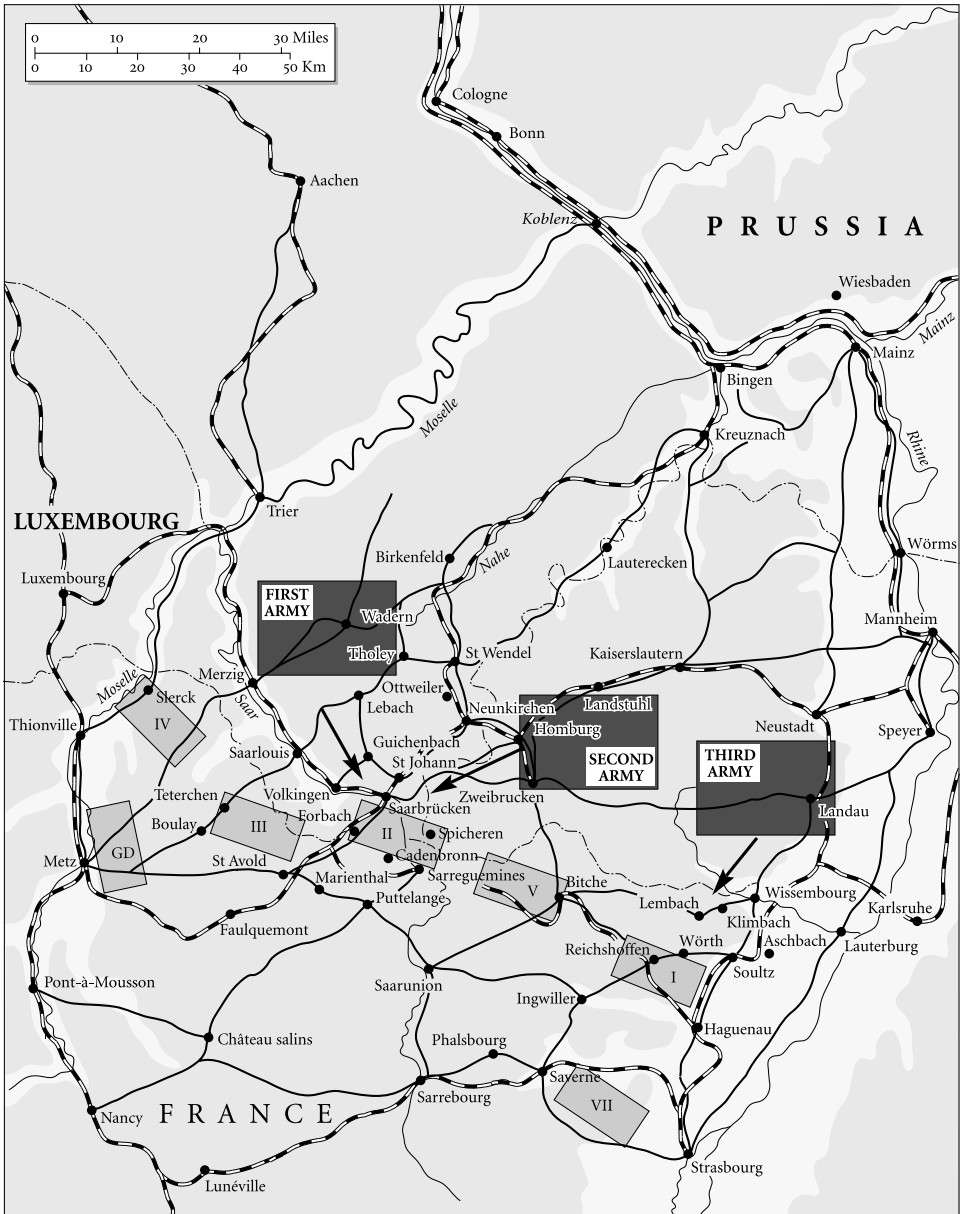 0 10 20 30 Miles
0 10 20 30 40 50 Km
Cologne
Bonn
Aachen
Koblenz
PRUSSIA
Wiesbaden
Mainz
Mainz
Bingen
Moselle
Kreuznach
Rhine
Trier
LUXEMBOURG
Birkenfeld
Nahe
Lauterecken
Wörms
Luxembourg
FIRST
ARMY
Wadern
Mannheim
Tholey
St Wendel
Kaiserslautern
Moselle
Merzig
Slerck
Saar
Ottweiler
Lebach
Landstuhl
IV
Neunkirchen
Homburg
Neustadt
Thionville
Speyer
Guichenbach
Saarlouis
St Johann
SECOND
ARMY
THIRD
ARMY
Teterchen
Volkingen
Zweibrucken
Saarbrücken
Landau
Boulay
III
Forbach
II
Spicheren
GD
Metz
St Avold
Cadenbronn
Marienthal
Sarreguemines
V
Bitche
Wissembourg
Puttelange
Lembach
Klimbach
Karlsruhe
Faulquemont
Aschbach
Lauterburg
Reichshoffen
Wörth
I
Soultz
Pont-à-Mousson
Saarunion
Ingwiller
Haguenau
Château salins
Phalsbourg
Saverne
Sarrebourg
Nancy
FRANCE
VII
Strasbourg
Lunéville